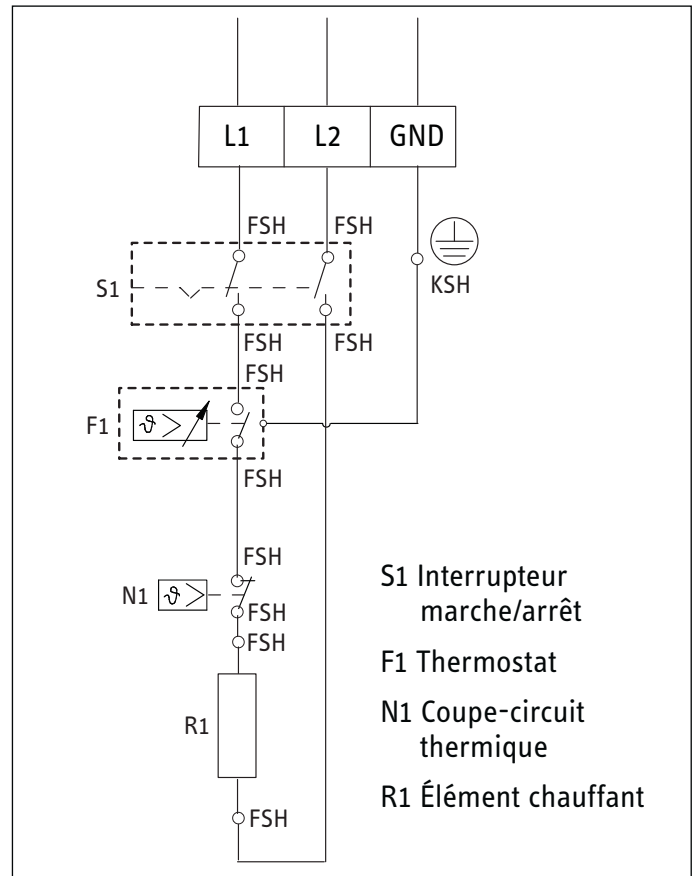 L1 L2 GND
FSH FSH
KSH
S1
FSH FSH
FSH
F1 ϑ >
FSH
FSH
N1 ϑ >
FSH
FSH
R1
FSH
S1 Interrupteur
marche/arrêt
F1 Thermostat
N1 Coupe-circuit
thermique
R1 Élément chauffant